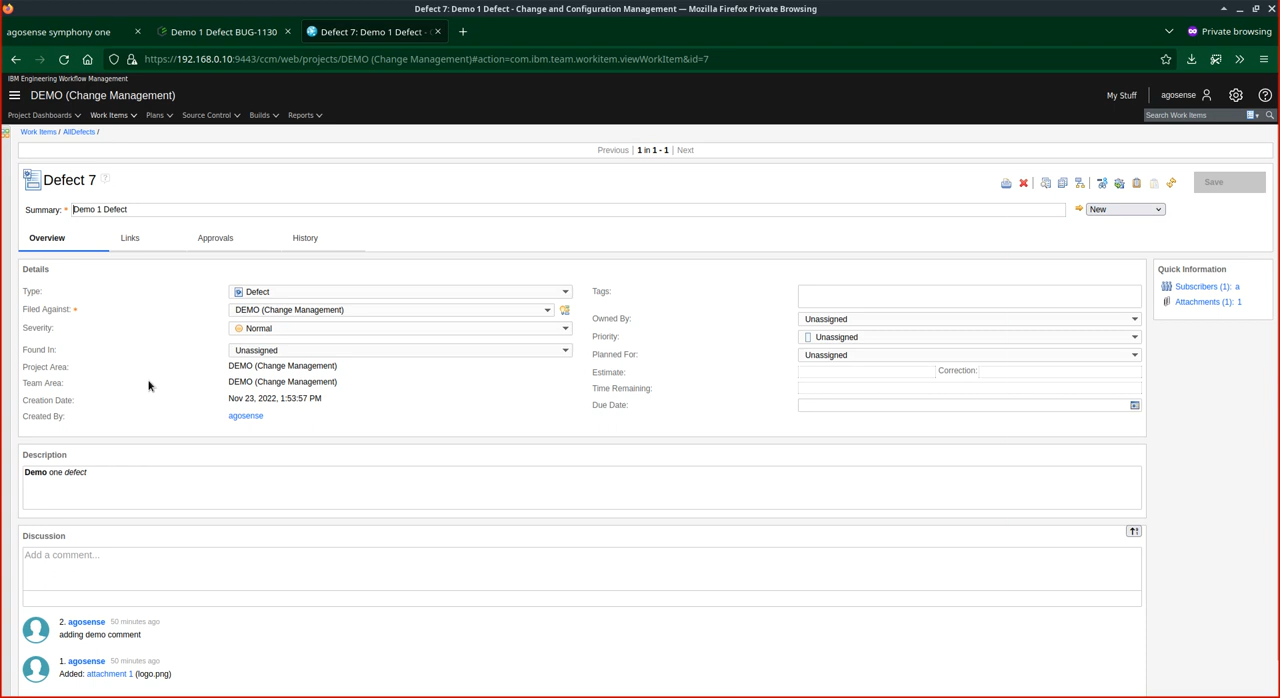 Defect 7: Demo 1 Defect - Change and Configuration Management — Mozilla Firefox Private Browsing
agosense symphony one
Demo 1 Defect BUG-1130
Defect 7: Demo 1 Defect -
Private browsing
https://192.168.0.10:9443/ccm/web/projects/DEMO (Change Management)#action=com.ibm.team.workitem.viewWorkItem&id=7
IBM Engineering Workflow Management
DEMO (Change Management)
My Stuff
agosense
Project Dashboards
Work Items
Plans
Source Control
Builds
Reports
Search Work Items
Work Items / AllDefects /
Previous | 1 in 1 - 1 | Next
Defect 7 ?
Save
Summary: * Demo 1 Defect
New
Overview
Links
Approvals
History
Details
Type: Defect
Filed Against: * DEMO (Change Management)
Severity: Normal
Found In: Unassigned
Project Area: DEMO (Change Management)
Team Area: DEMO (Change Management)
Creation Date: Nov 23, 2022, 1:53:57 PM
Created By: agosense
Tags:
Owned By: Unassigned
Priority: Unassigned
Planned For: Unassigned
Estimate: Correction:
Time Remaining:
Due Date:
Quick Information
Subscribers (1): a
Attachments (1): 1
Description
Demo one defect
Discussion
Add a comment...
2. agosense 50 minutes ago
adding demo comment
1. agosense 50 minutes ago
Added: attachment 1 (logo.png)